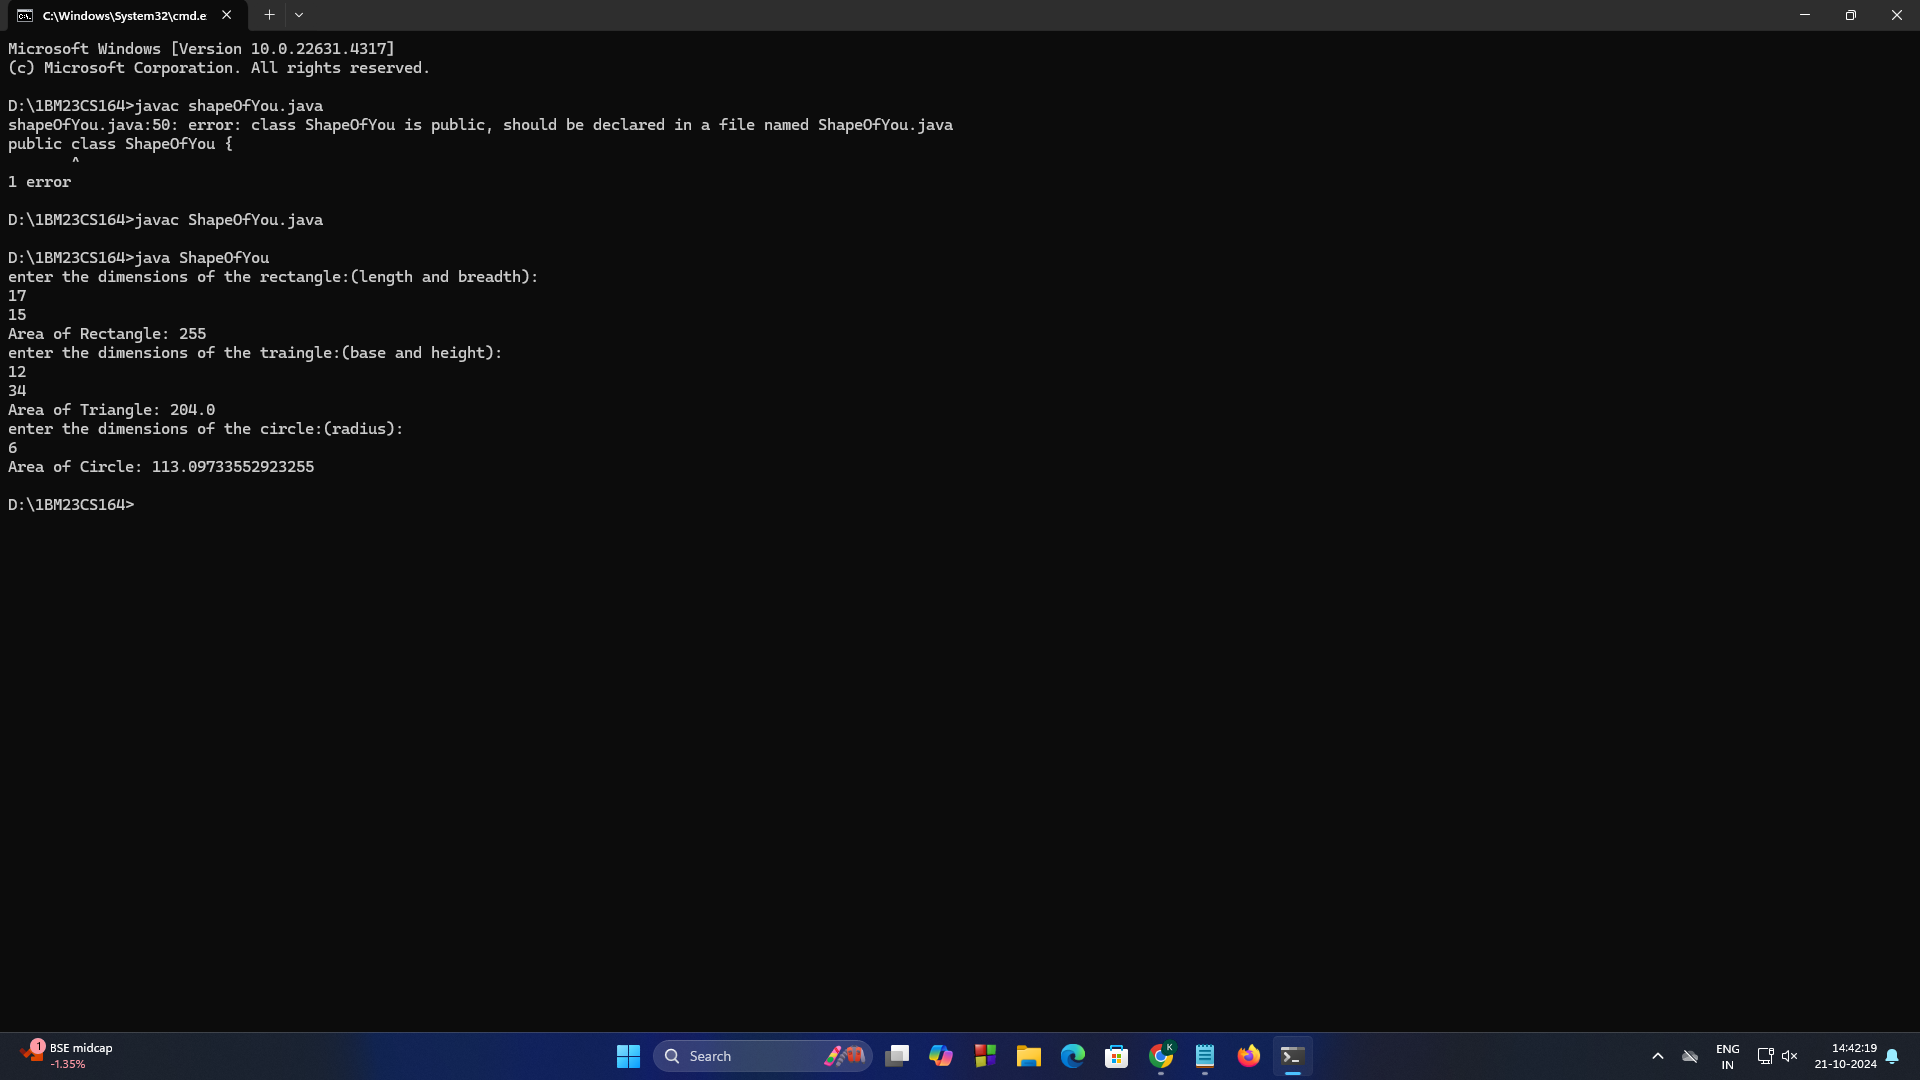 C:\Windows\System32\cmd.e
Microsoft Windows [Version 10.0.22631.4317]
(c) Microsoft Corporation. All rights reserved.
D:\1BM23CS164>javac shapeOfYou.java
shapeOfYou.java:50: error: class ShapeOfYou is public, should be declared in a file named ShapeOfYou.java
public class ShapeOfYou {
^
1 error
D:\1BM23CS164>javac ShapeOfYou.java
D:\1BM23CS164>java ShapeOfYou
enter the dimensions of the rectangle:(length and breadth):
17
15
Area of Rectangle: 255
enter the dimensions of the traingle:(base and height):
12
34
Area of Triangle: 204.0
enter the dimensions of the circle:(radius):
6
Area of Circle: 113.09733552923255
D:\1BM23CS164>
1
BSE midcap
-1.35%
Search
K
ENG
IN
14:42:19
21-10-2024